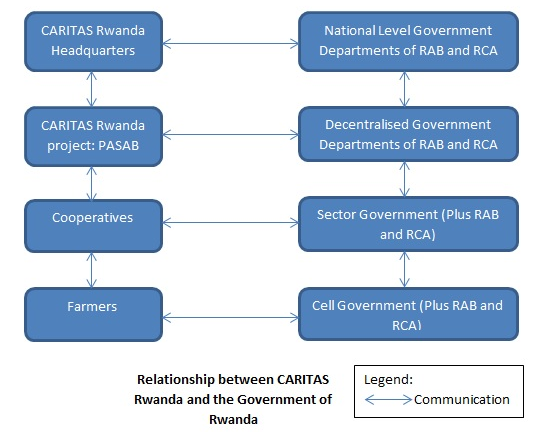 CARITAS Rwanda
Headquarters
National Level Government
Departments of RAB and RCA
CARITAS Rwanda
project: PASAB
Decentralised Government
Departments of RAB and RCA
Cooperatives
Sector Government (Plus RAB
and RCA)
Farmers
Cell Government (Plus RAB and
RCA)
Relationship between CARITAS
Rwanda and the Government of
Rwanda
Legend:
Communication